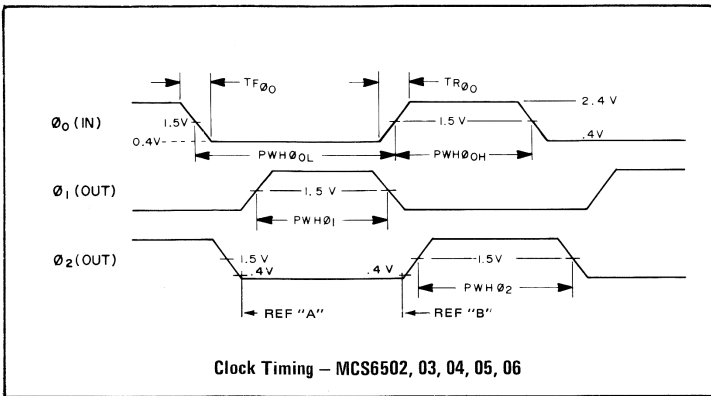 TFØ0 TRØ0
2.4 V
Ø0 (IN) 1.5V 1.5 V
0.4V .4V
PWHØ0L PWHØ0H
Ø1 (OUT) 1.5 V
PWHØ1
Ø2 (OUT) 1.5 V 1.5V
.4V .4 V
PWHØ2
REF "A" REF "B"
Clock Timing – MCS6502, 03, 04, 05, 06